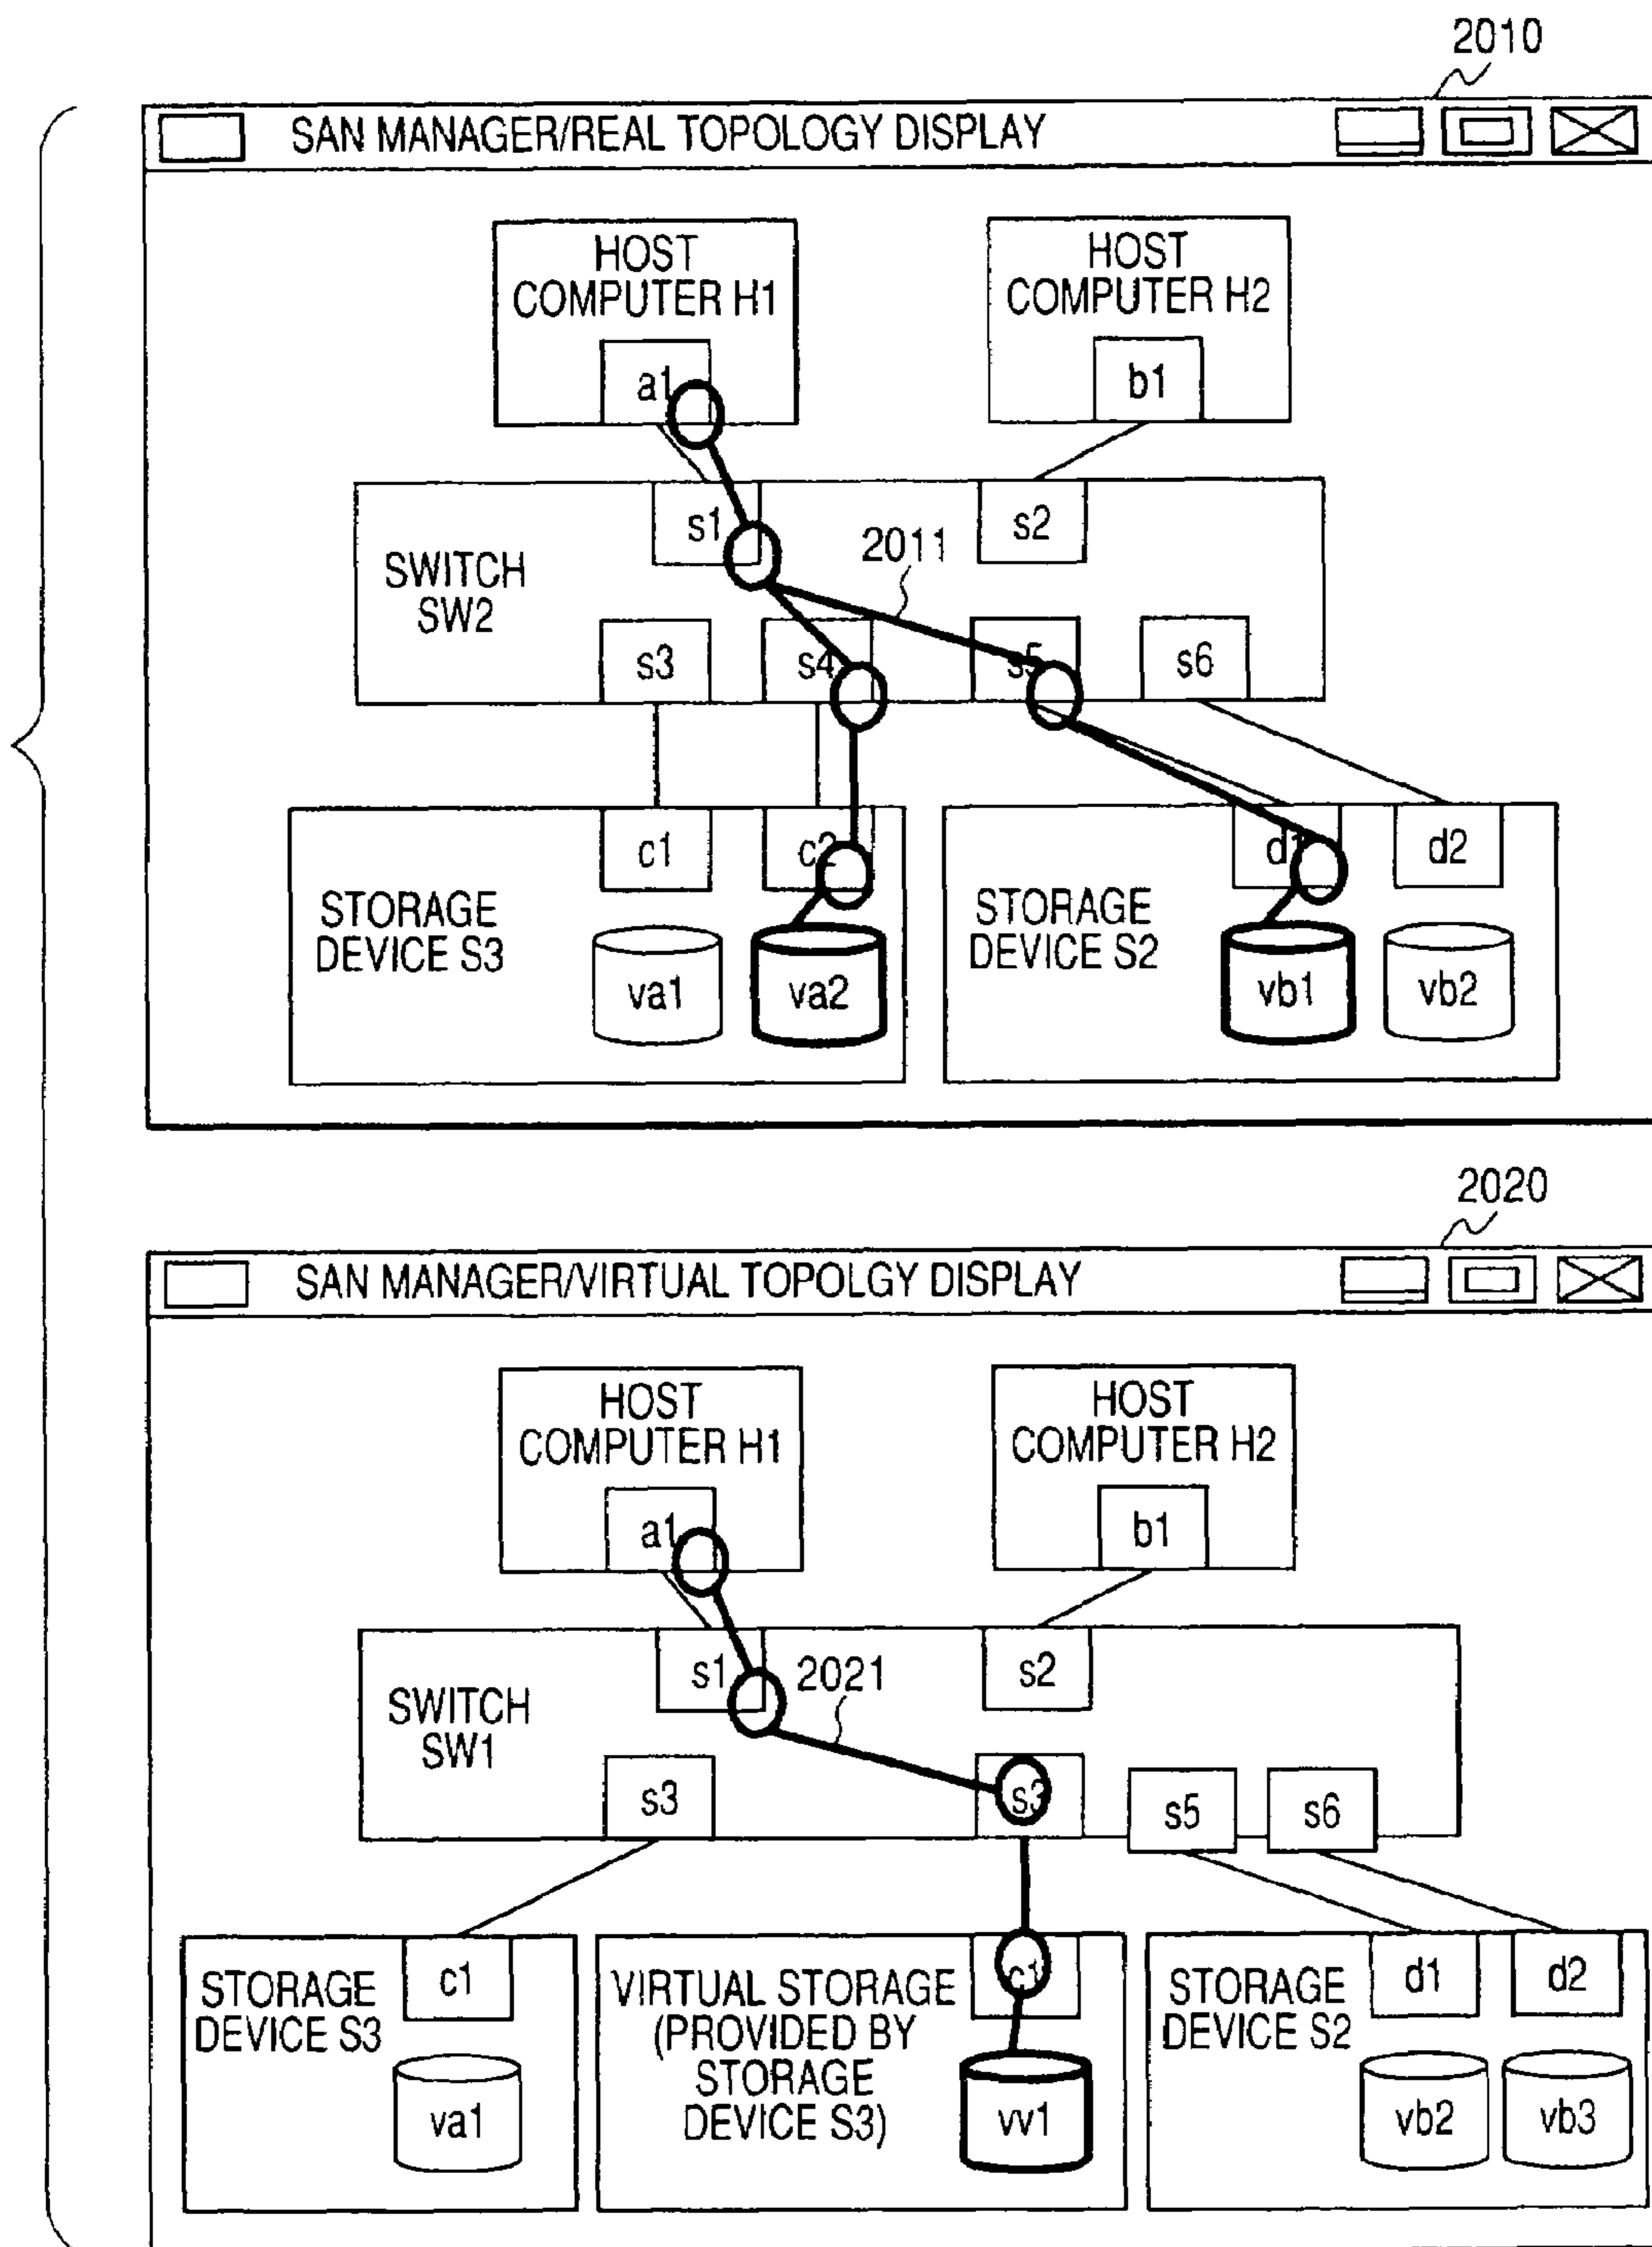 2010
SAN MANAGER/REAL TOPOLOGY DISPLAY
HOST
COMPUTER H1
a1
HOST
COMPUTER H2
b1
SWITCH
SW2
s1
2011
s2
s3
s4
s5
s6
STORAGE
DEVICE S3
c1
c2
va1
va2
STORAGE
DEVICE S2
d1
d2
vb1
vb2
2020
SAN MANAGER/VIRTUAL TOPOLGY DISPLAY
HOST
COMPUTER H1
a1
HOST
COMPUTER H2
b1
SWITCH
SW1
s1
2021
s2
s3
s3
s5
s6
STORAGE
DEVICE S3
c1
va1
VIRTUAL STORAGE
(PROVIDED BY
STORAGE
DEVICE S3)
c1
vv1
STORAGE
DEVICE S2
d1
d2
vb2
vb3